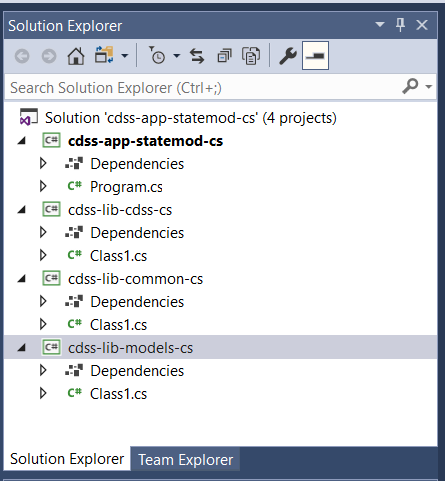 Solution Explorer
Search Solution Explorer (Ctrl+;)
Solution 'cdss-app-statemod-cs' (4 projects)
C# cdss-app-statemod-cs
Dependencies
C# Program.cs
C# cdss-lib-cdss-cs
Dependencies
C# Class1.cs
C# cdss-lib-common-cs
Dependencies
C# Class1.cs
C# cdss-lib-models-cs
Dependencies
C# Class1.cs
Solution Explorer Team Explorer